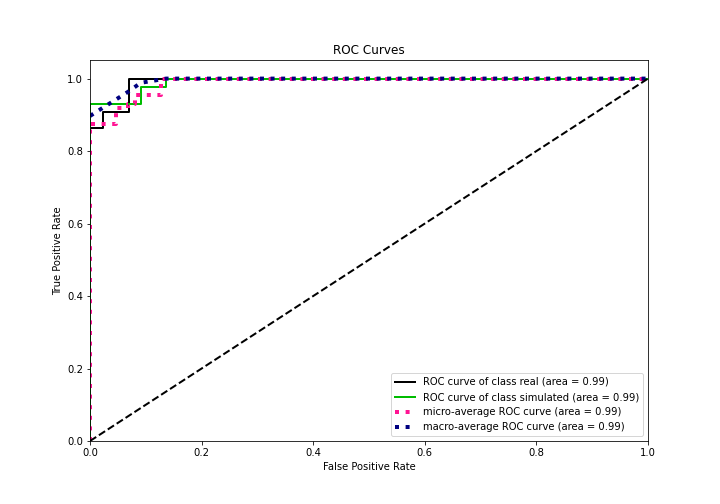 ROC Curves
1.0
0.8
0.6
0.4
0.2
0.0
True Positive Rate
0.0 0.2 0.4 0.6 0.8 1.0
False Positive Rate
ROC curve of class real (area = 0.99)
ROC curve of class simulated (area = 0.99)
micro-average ROC curve (area = 0.99)
macro-average ROC curve (area = 0.99)